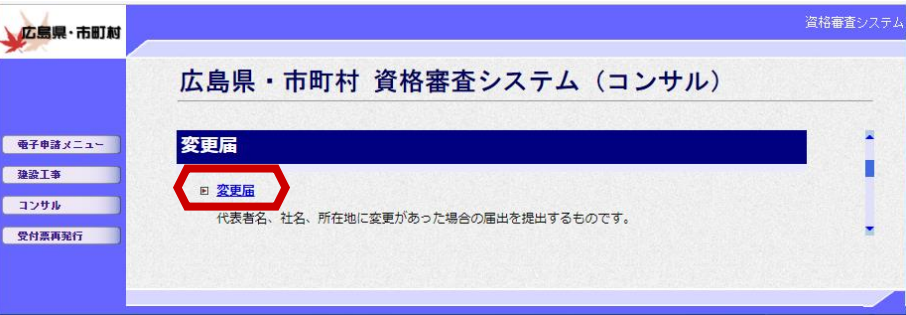 広島県・市町村
資格審査システム
広島県・市町村 資格審査システム（コンサル）
電子申請メニュー
建設工事
コンサル
受付票再発行
変更届
変更届
代表者名、社名、所在地に変更があった場合の届出を提出するものです。